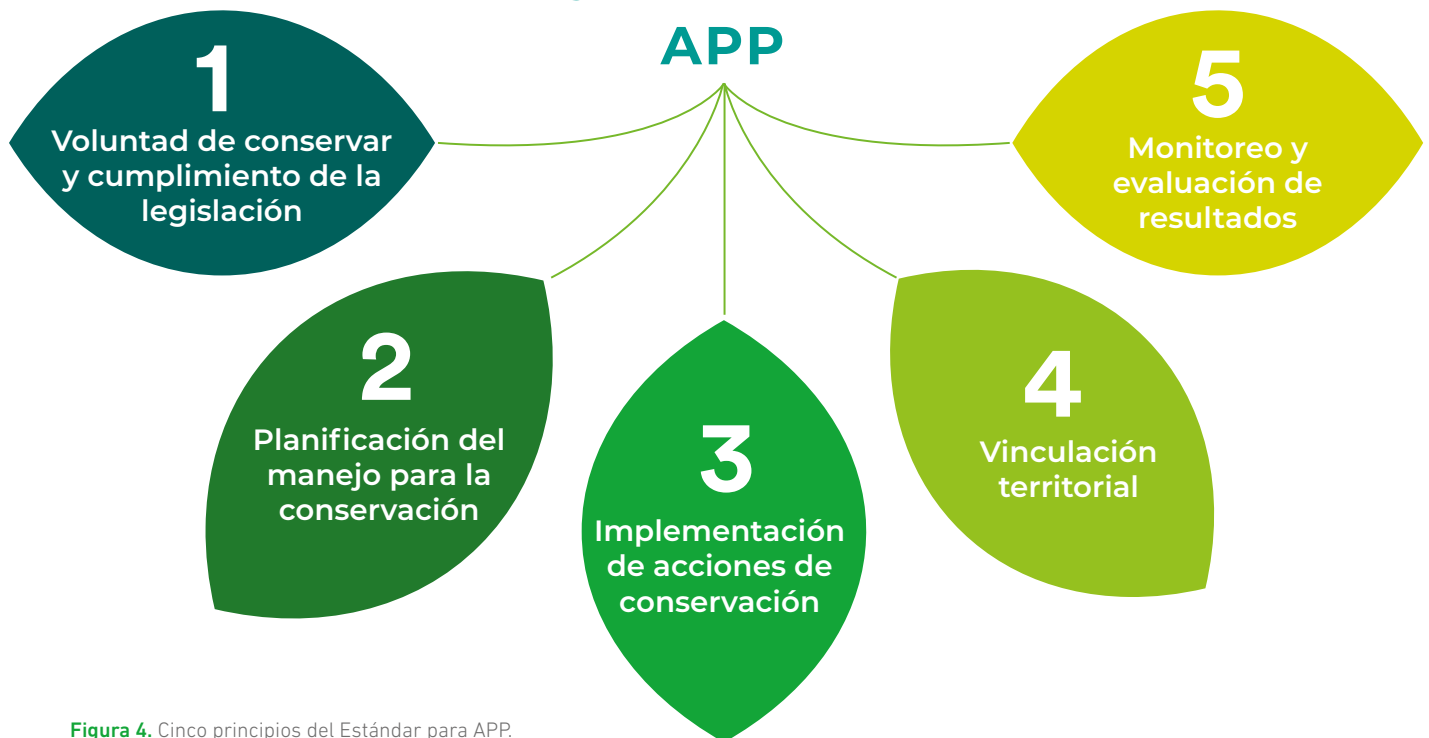 APP
1
Voluntad de conservar
y cumplimiento de la
legislación
2
Planificación del
manejo para la
conservación
3
Implementación
de acciones de
conservación
4
Vinculación
territorial
5
Monitoreo y
evaluación de
resultados
Figura 4. Cinco principios del Estándar para APP.